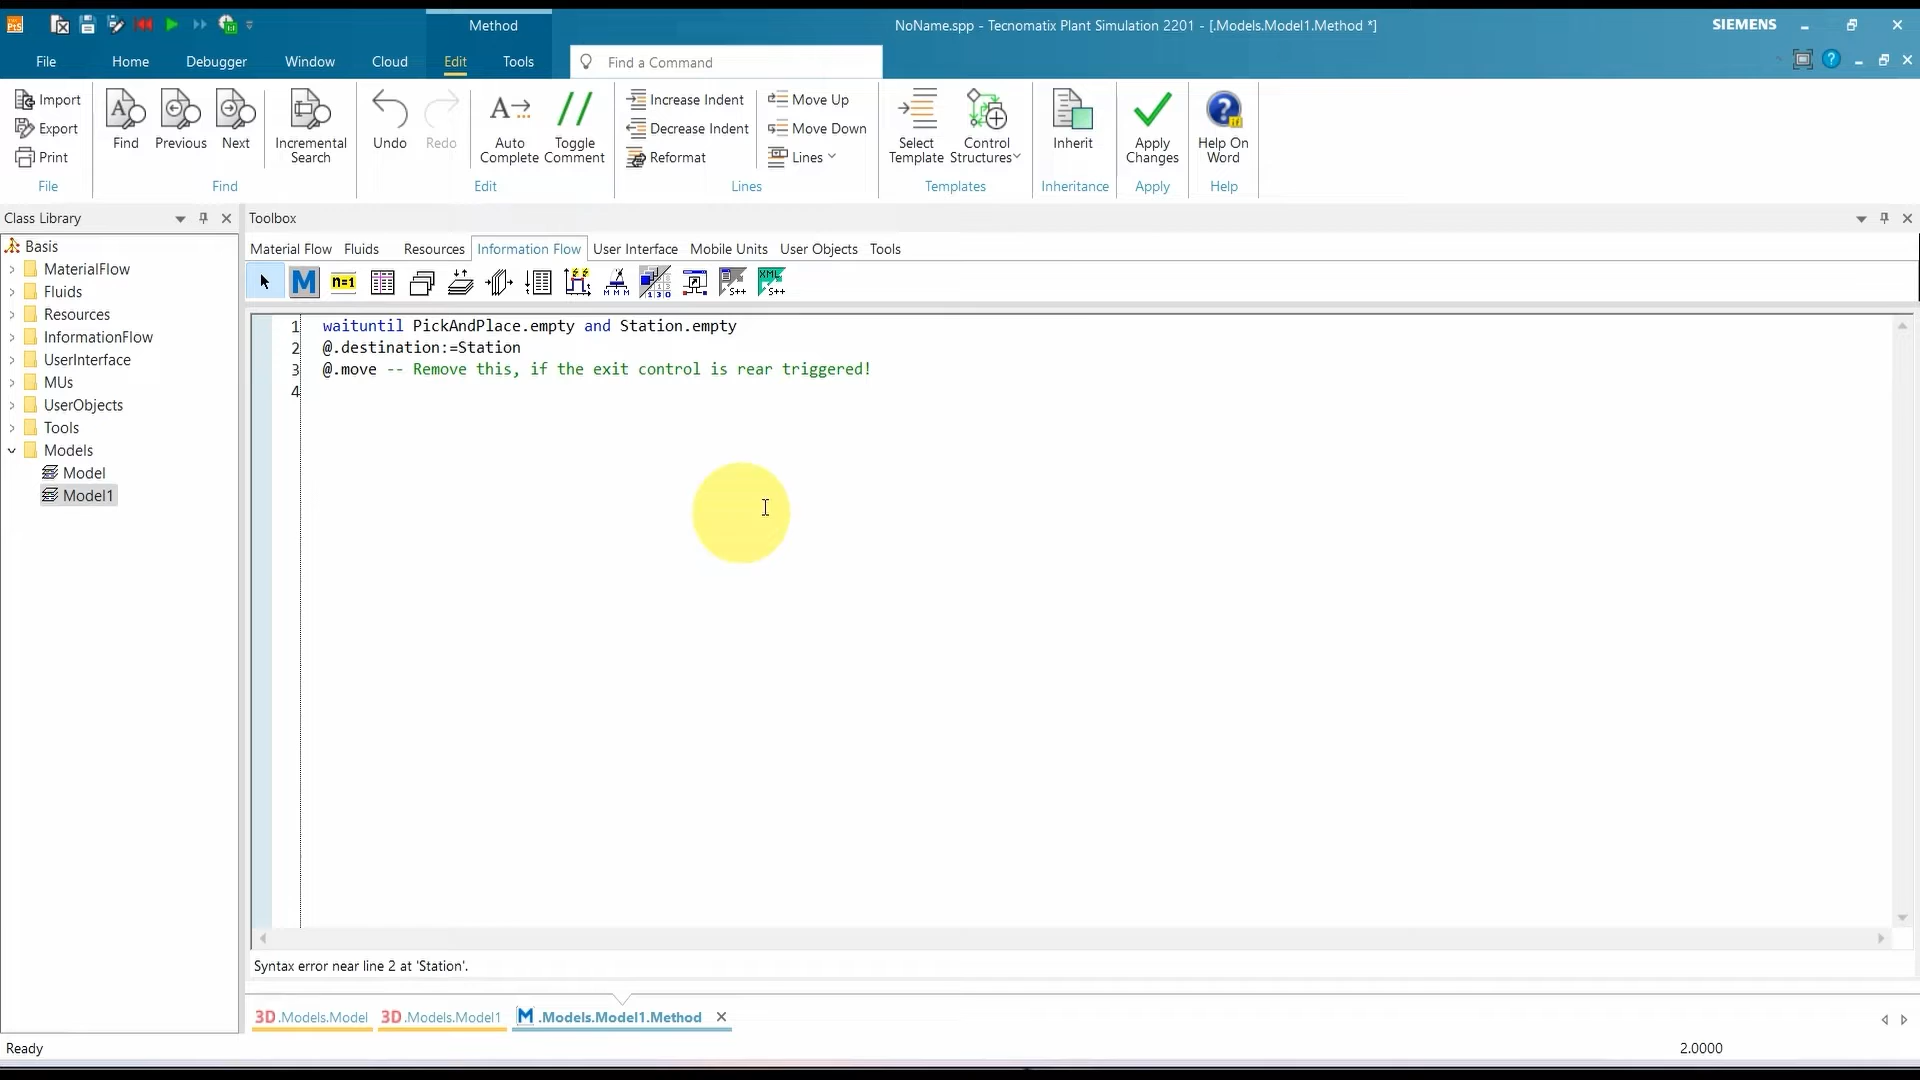 Method
NoName.spp - Tecnomatix Plant Simulation 2201 - [.Models.Model1.Method *]
SIEMENS
File
Home
Debugger
Window
Cloud
Edit
Tools
Find a Command
Import
Export
Print
File
Find
Previous
Next
Incremental Search
Find
Undo
Redo
Auto Complete
Toggle Comment
Edit
Increase Indent
Decrease Indent
Reformat
Move Up
Move Down
Lines
Lines
Select Template
Control Structures
Templates
Inherit
Inheritance
Apply Changes
Apply
Help On Word
Help
Class Library
Basis
MaterialFlow
Fluids
Resources
InformationFlow
UserInterface
MUs
UserObjects
Tools
Models
Model
Model1
Toolbox
Material Flow
Fluids
Resources
Information Flow
User Interface
Mobile Units
User Objects
Tools
M
n=1
1 waituntil PickAndPlace.empty and Station.empty
2 @.destination:=Station
3 @.move -- Remove this, if the exit control is rear triggered!
4
Syntax error near line 2 at 'Station'.
3D .Models.Model
3D .Models.Model1
M .Models.Model1.Method
Ready
2.0000